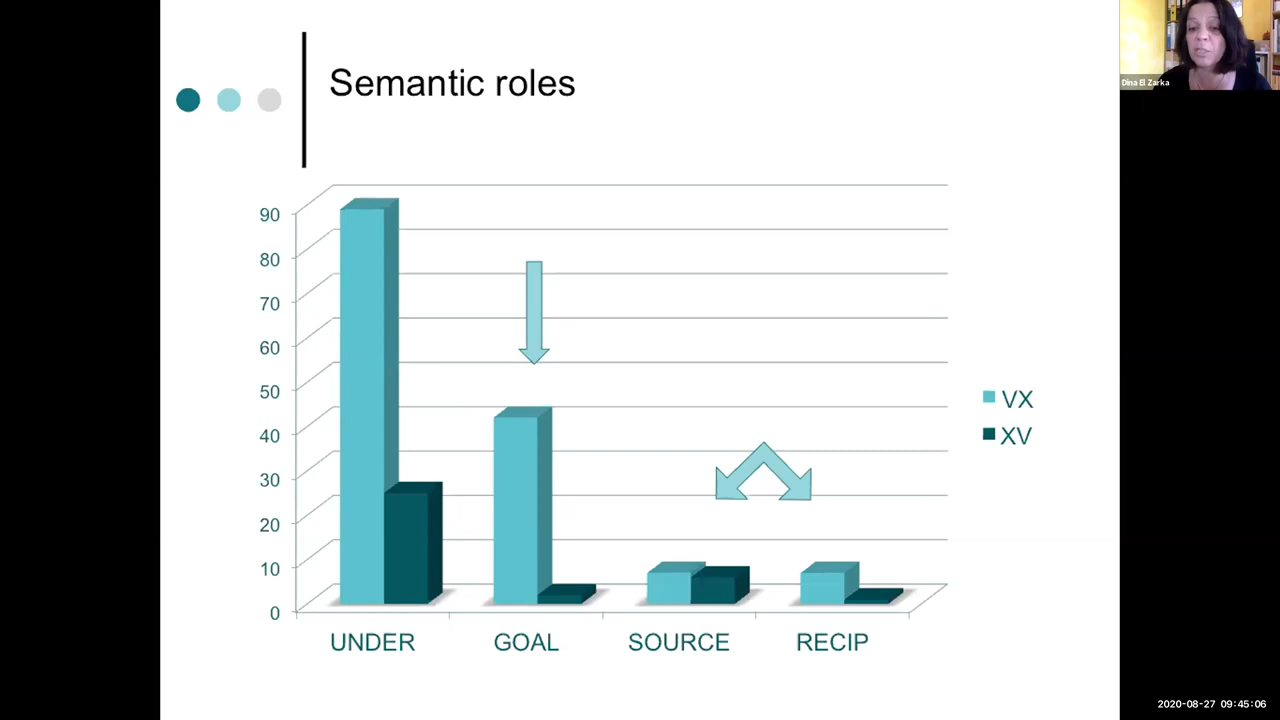 Semantic roles
Dina El Zarka
90
80
70
60
50
40
30
20
10
0
UNDER
GOAL
SOURCE
RECIP
VX
XV
2020-08-27 09:45:06